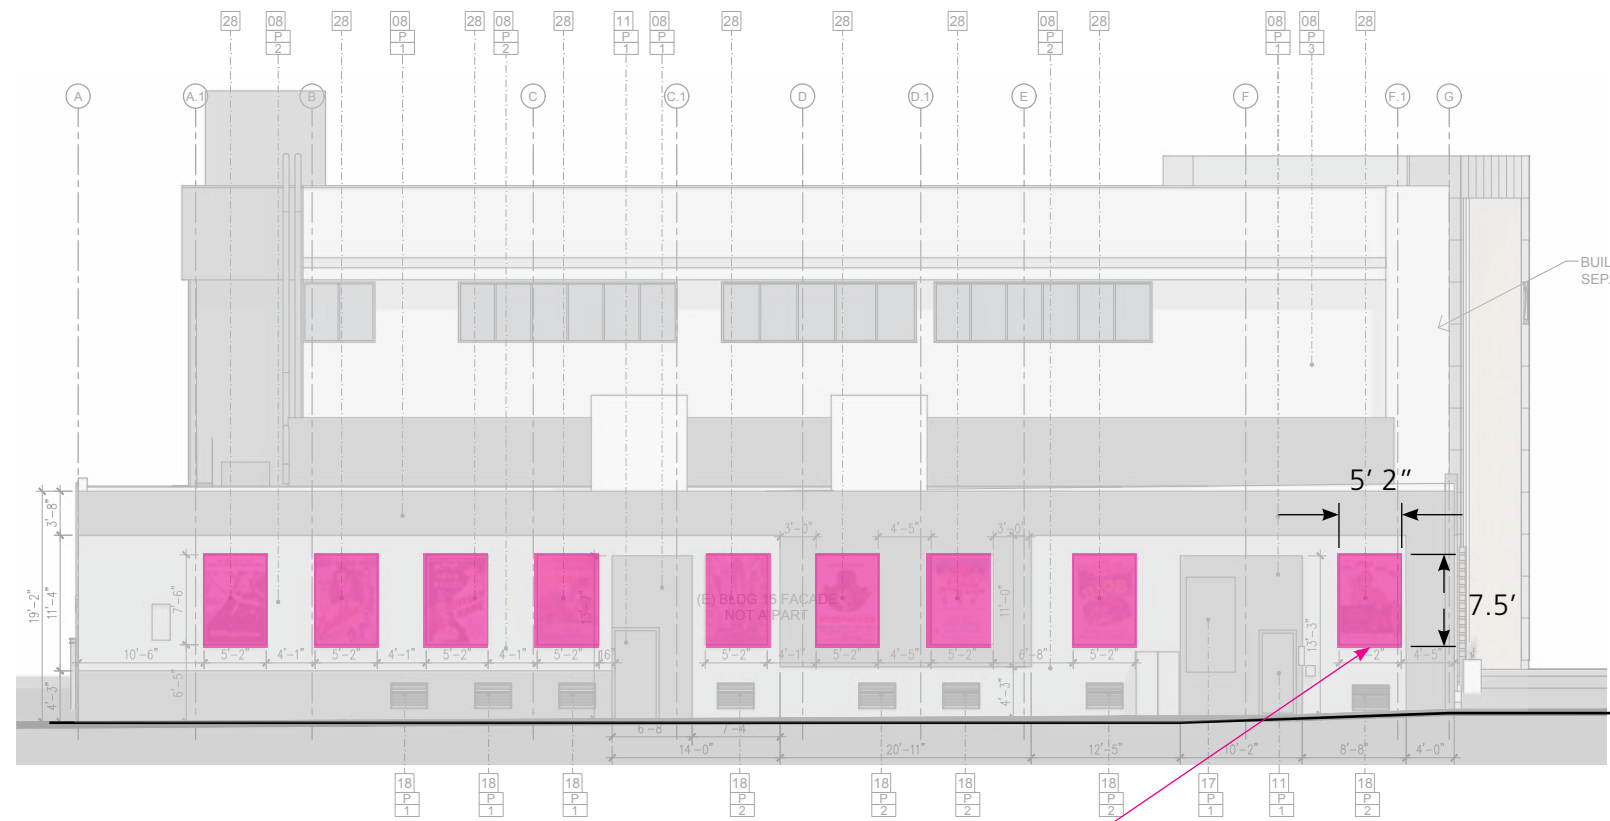 28 08 28 08 28 08 28 11 08 28 28 28 08 28 08 08 28
P P P P P P P P
2 1 2 1 1 2 1 3
A A.1 B C C.1 D D.1 E F F.1 G
BUIL
SEP.
5' 2"
3'-8"
19'-2"
11'-4"
4'-3"
7'-6"
6'-5"
13'-2"
3'-0" 4'-5" 3'-0"
11'-0"
4'-3"
13'-3"
7.5'
(E) BLDG 15 FACADE
NOT A PART
10'-6" 5'-2" 4'-1" 5'-2" 4'-1" 5'-2" 4'-1" 5'-2" 5'-2" 4'-1" 5'-2" 4'-5" 5'-2" 6'-8" 5'-2" 4'-5"
6'-8 7'-4
14'-0" 20'-11" 12'-5" 10'-2" 8'-8" 4'-0"
18 18 18 18 18 18 18 17 11 18
P P P P P P P P P P
1 1 1 2 2 2 2 1 1 2